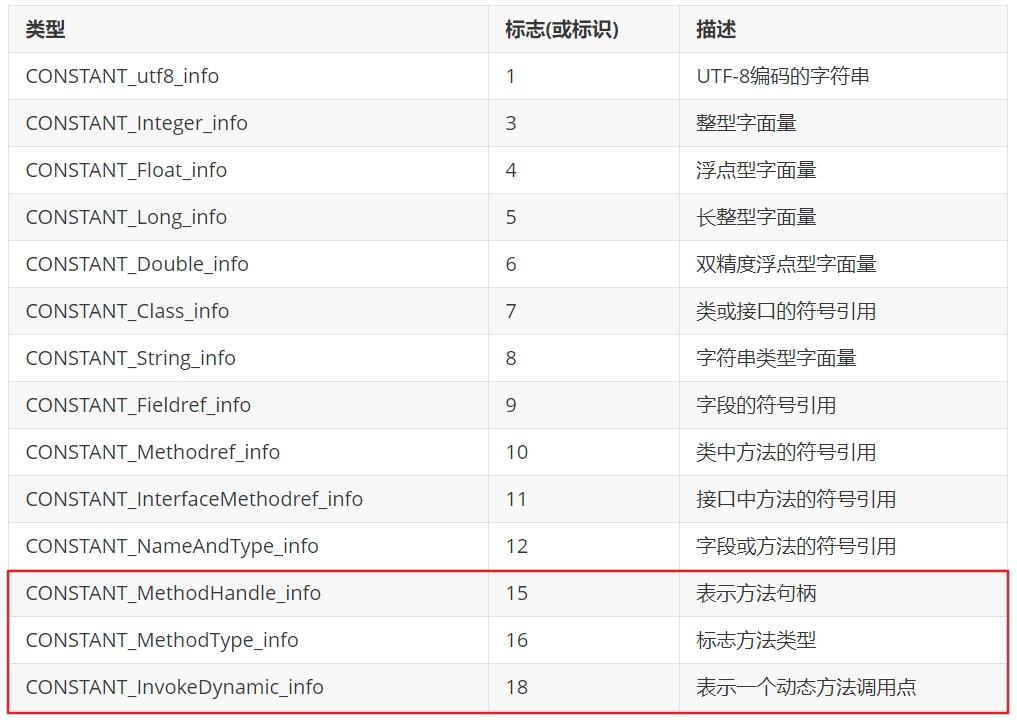 类型 标志(或标识) 描述
CONSTANT_utf8_info 1 UTF-8编码的字符串
CONSTANT_Integer_info 3 整型字面量
CONSTANT_Float_info 4 浮点型字面量
CONSTANT_Long_info 5 长整型字面量
CONSTANT_Double_info 6 双精度浮点型字面量
CONSTANT_Class_info 7 类或接口的符号引用
CONSTANT_String_info 8 字符串类型字面量
CONSTANT_Fieldref_info 9 字段的符号引用
CONSTANT_Methodref_info 10 类中方法的符号引用
CONSTANT_InterfaceMethodref_info 11 接口中方法的符号引用
CONSTANT_NameAndType_info 12 字段或方法的符号引用
CONSTANT_MethodHandle_info 15 表示方法句柄
CONSTANT_MethodType_info 16 标志方法类型
CONSTANT_InvokeDynamic_info 18 表示一个动态方法调用点